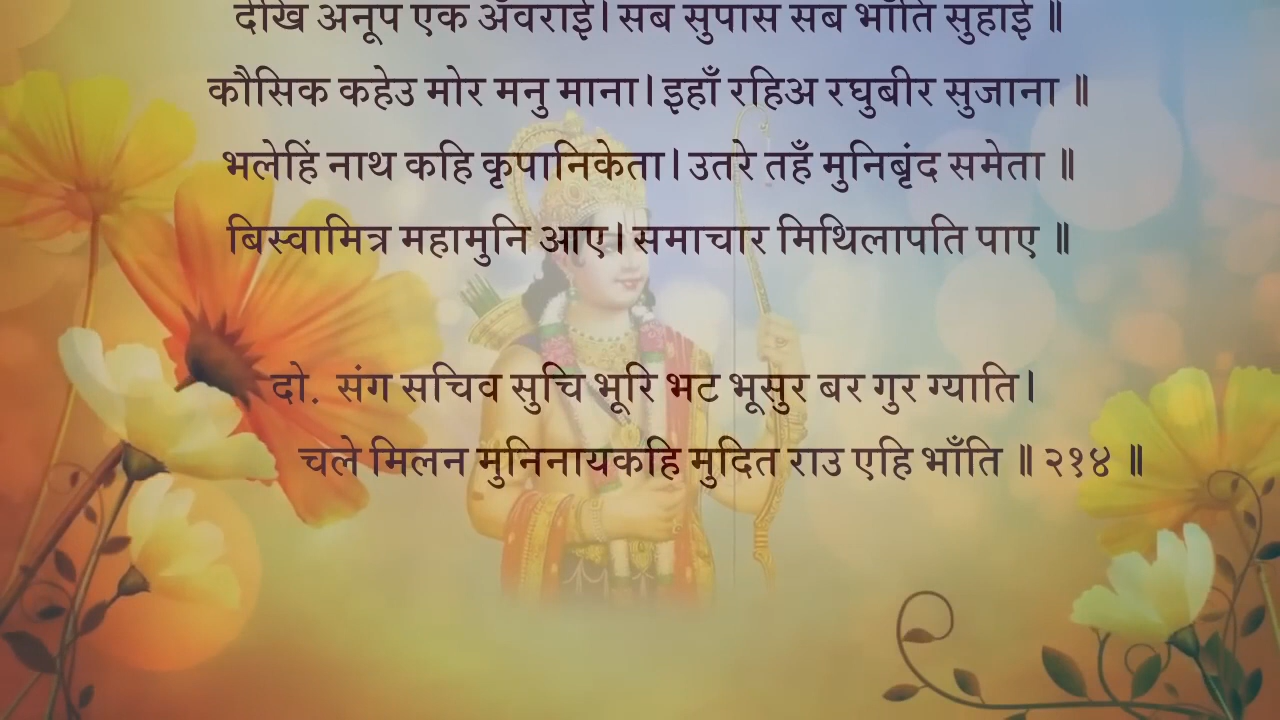 देखि अनूप एक अँवराई। सब सुपास सब भाँति सुहाई ॥
कौसिक कहेउ मोर मनु माना। इहाँ रहिअ रघुबीर सुजाना ॥
भलेहिं नाथ कहि कृपानिकेता। उतरे तहँ मुनिबृंद समेता ॥
बिस्वामित्र महामुनि आए। समाचार मिथिलापति पाए ॥
दो. संग सचिव सुचि भूरि भट भूसुर बर गुर ग्याति।
चले मिलन मुनिनायकहि मुदित राउ एहि भाँति ॥ २१४ ॥